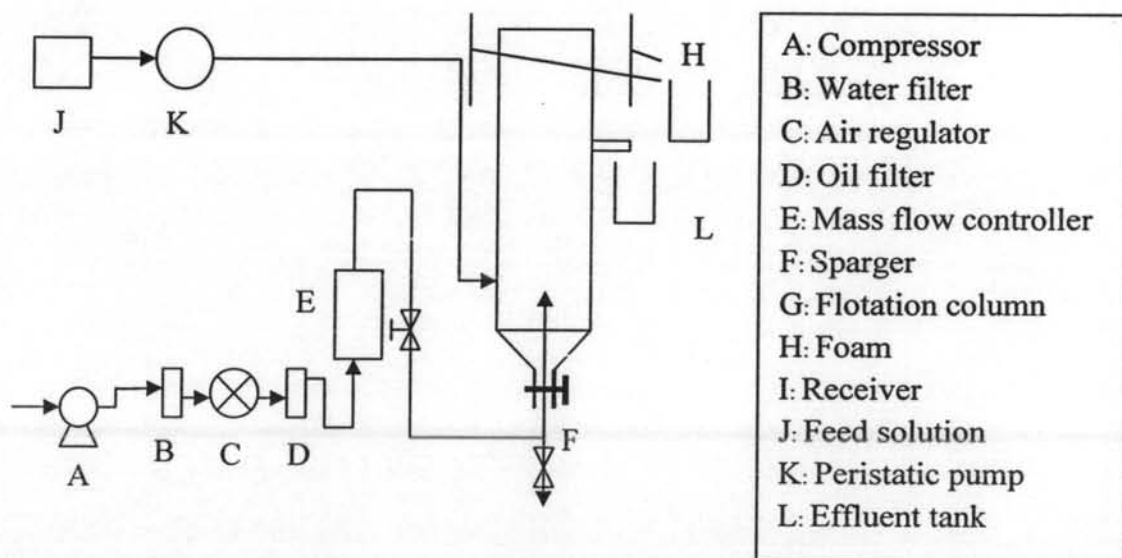 H
J
K
L
E
F
A
B
C
D
A: Compressor
B: Water filter
C: Air regulator
D: Oil filter
E: Mass flow controller
F: Sparger
G: Flotation column
H: Foam
I: Receiver
J: Feed solution
K: Peristatic pump
L: Effluent tank